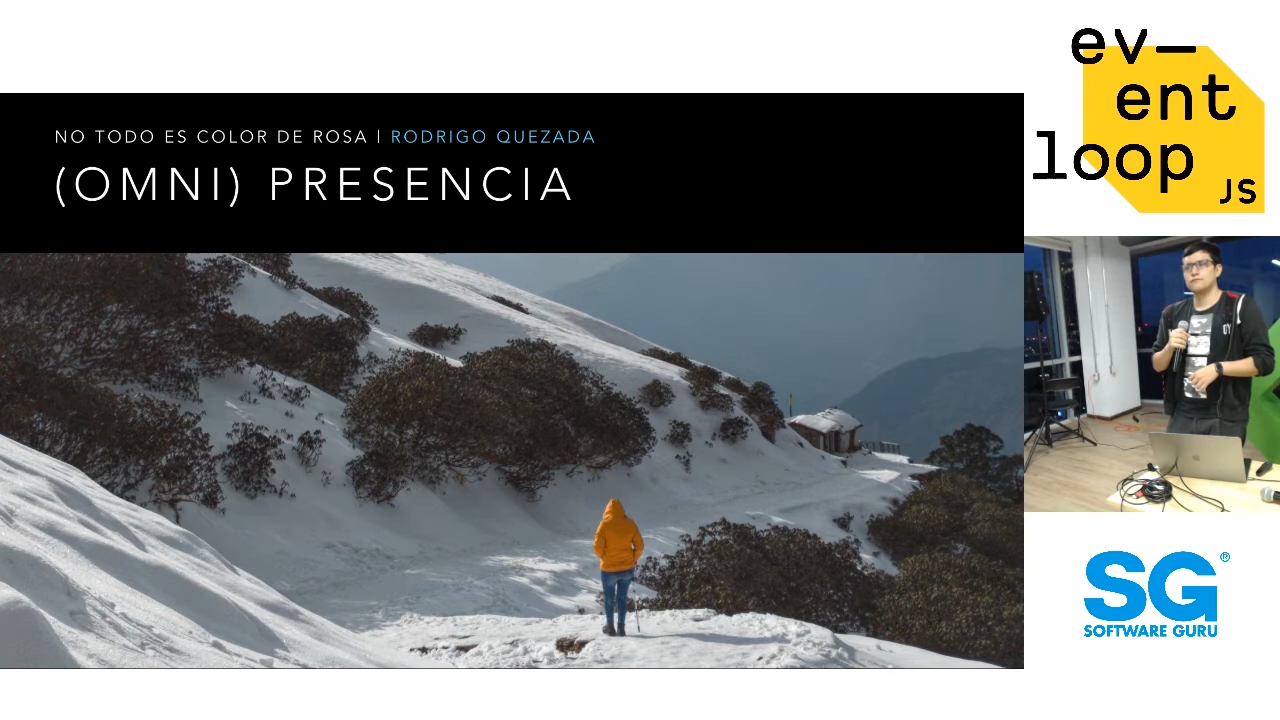 NO TODO ES COLOR DE ROSA | RODRIGO QUEZADA
(OMNI) PRESENCIA
ev—
ent
loop
JS
SG®
SOFTWARE GURU